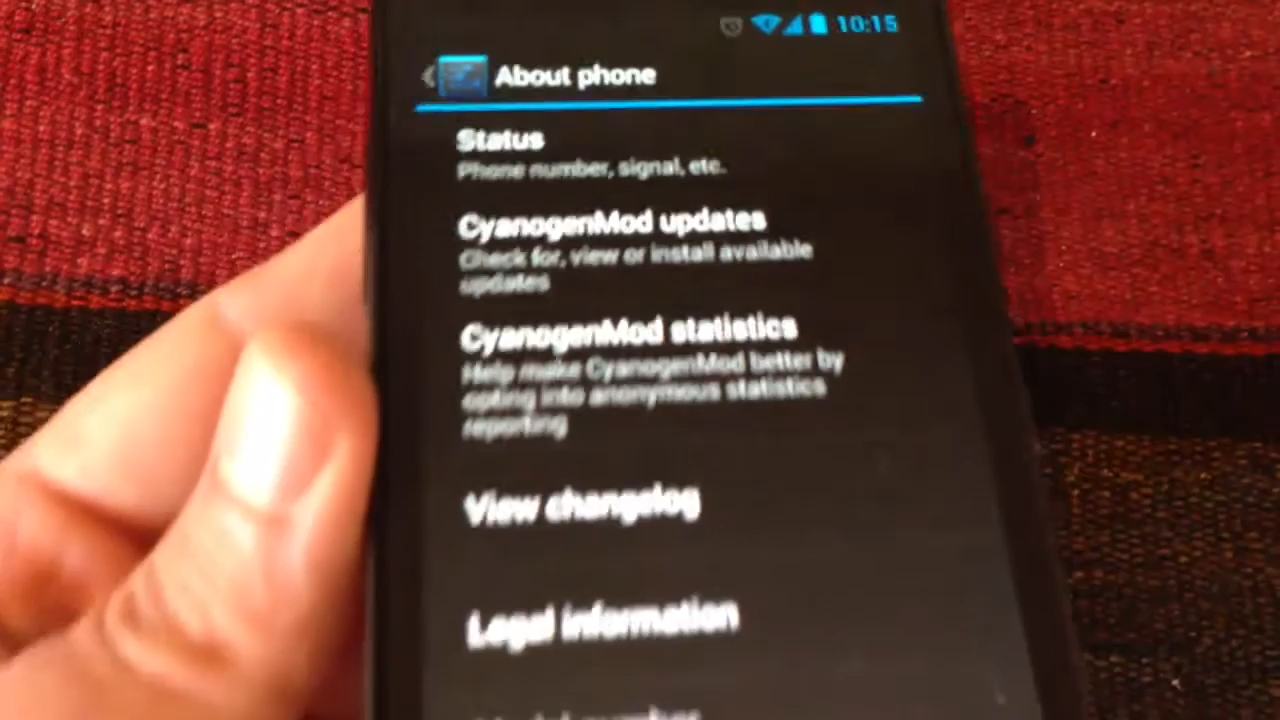 10:15
About phone
Status
Phone number, signal, etc.
CyanogenMod updates
Check for, view or install available
updates
CyanogenMod statistics
Help make CyanogenMod better by
opting into anonymous statistics
reporting
View changelog
Legal information